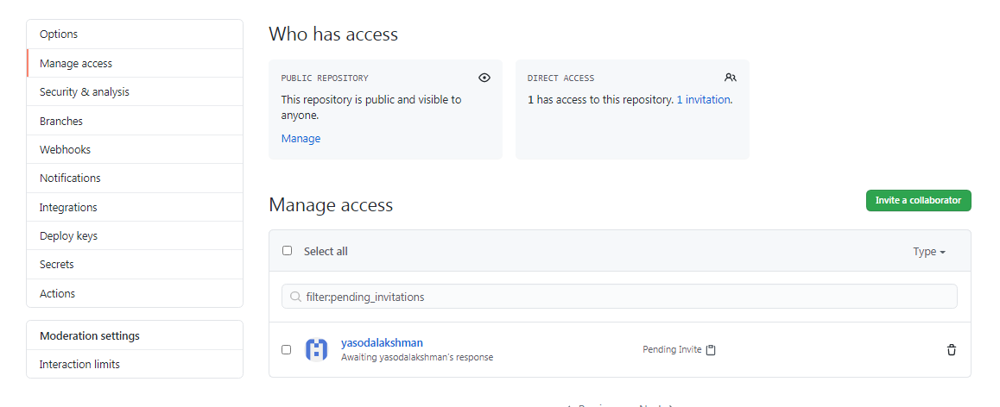 Options
Manage access
Security & analysis
Branches
Webhooks
Notifications
Integrations
Deploy keys
Secrets
Actions
Moderation settings
Interaction limits
Who has access
PUBLIC REPOSITORY
This repository is public and visible to
anyone.
Manage
DIRECT ACCESS
1 has access to this repository. 1 invitation.
Manage access
Invite a collaborator
Select all
Type
filter:pending_invitations
yasodalakshman
Awaiting yasodalakshman's response
Pending Invite